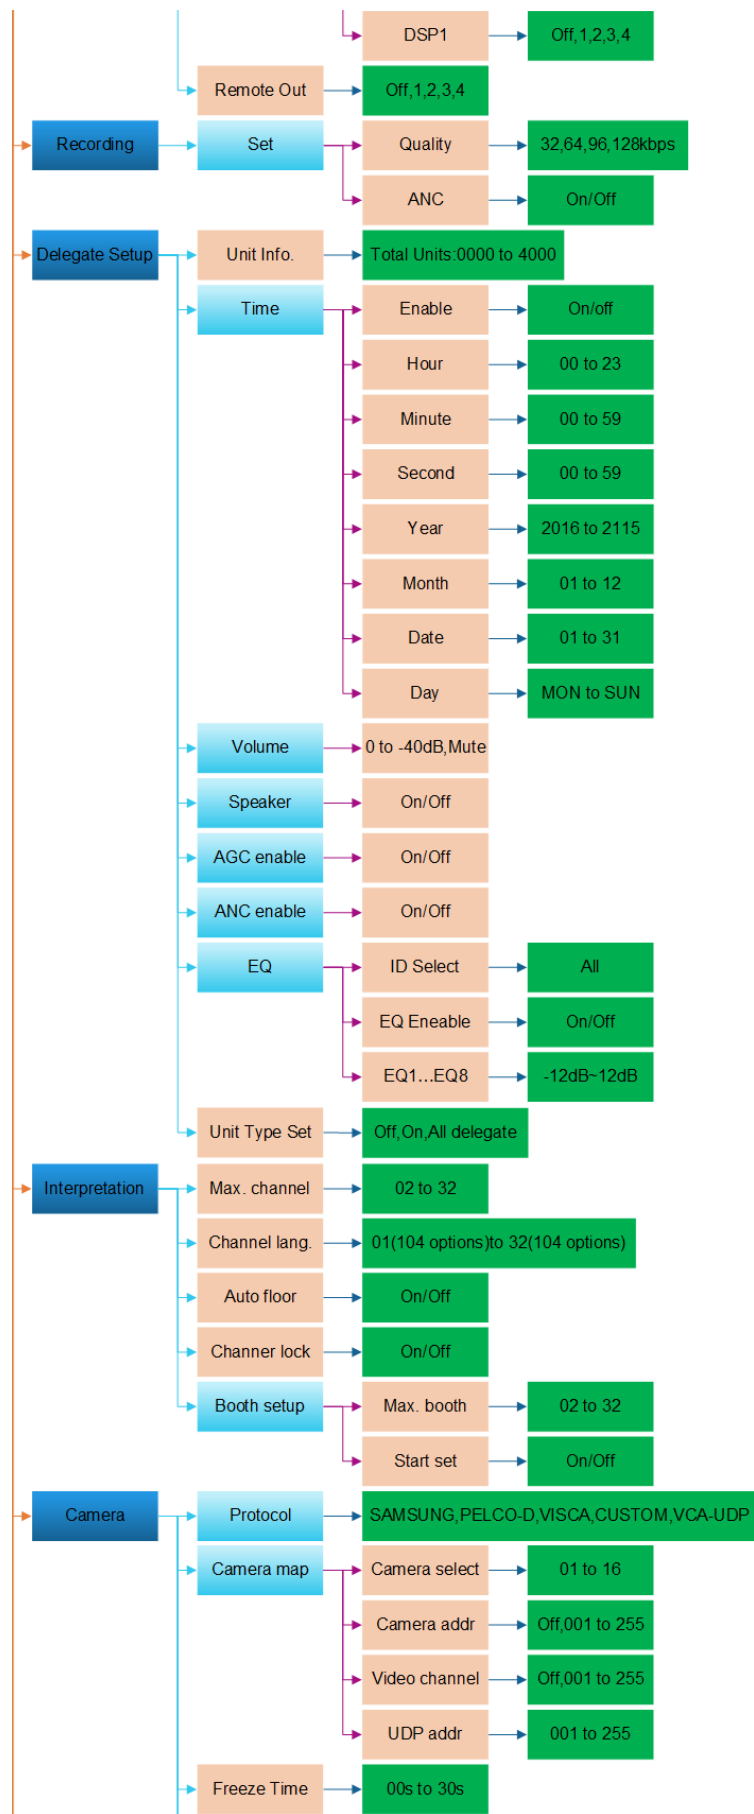 DSP1 Off,1,2,3,4
Remote Out Off,1,2,3,4
Recording Set Quality 32,64,96,128kbps
ANC On/Off
Delegate Setup Unit Info. Total Units:0000 to 4000
Time Enable On/off
Hour 00 to 23
Minute 00 to 59
Second 00 to 59
Year 2016 to 2115
Month 01 to 12
Date 01 to 31
Day MON to SUN
Volume 0 to -40dB,Mute
Speaker On/Off
AGC enable On/Off
ANC enable On/Off
EQ ID Select All
EQ Eneable On/Off
EQ1...EQ8 -12dB~12dB
Unit Type Set Off,On,All delegate
Interpretation Max. channel 02 to 32
Channel lang. 01(104 options)to 32(104 options)
Auto floor On/Off
Channer lock On/Off
Booth setup Max. booth 02 to 32
Start set On/Off
Camera Protocol SAMSUNG,PELCO-D,VISCA,CUSTOM,VCA-UDP
Camera map Camera select 01 to 16
Camera addr Off,001 to 255
Video channel Off,001 to 255
UDP addr 001 to 255
Freeze Time 00s to 30s